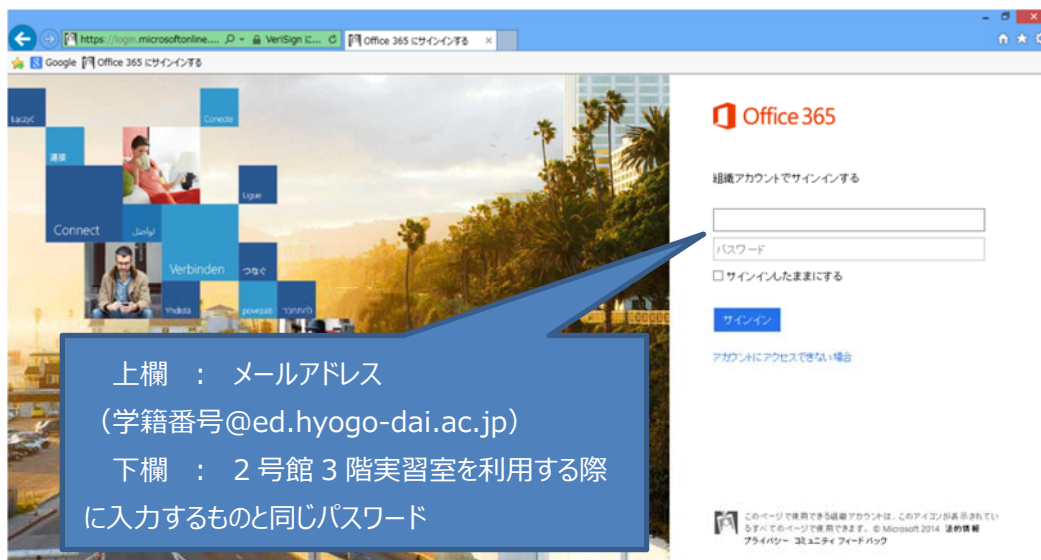 https://login.microsoftonline....
VeriSign に...
Office 365 にサインインする
Google
Office 365 にサインインする
Łączyć
Conecte
連接
Ligue
Connect
تواصل
Verbinden
つなぐ
Yhdistä
povezati
להתחבר
Office 365
組織アカウントでサインインする
パスワード
サインインしたままにする
サインイン
アカウントにアクセスできない場合
上欄 : メールアドレス
(学籍番号@ed.hyogo-dai.ac.jp)
下欄 : 2号館3階実習室を利用する際
に入力するものと同じパスワード
このページで使用できる組織アカウントは、このアイコンが表示されてい
るすべてのページで使用できます。 © Microsoft 2014 法的情報
プライバシー コミュニティ フィードバック